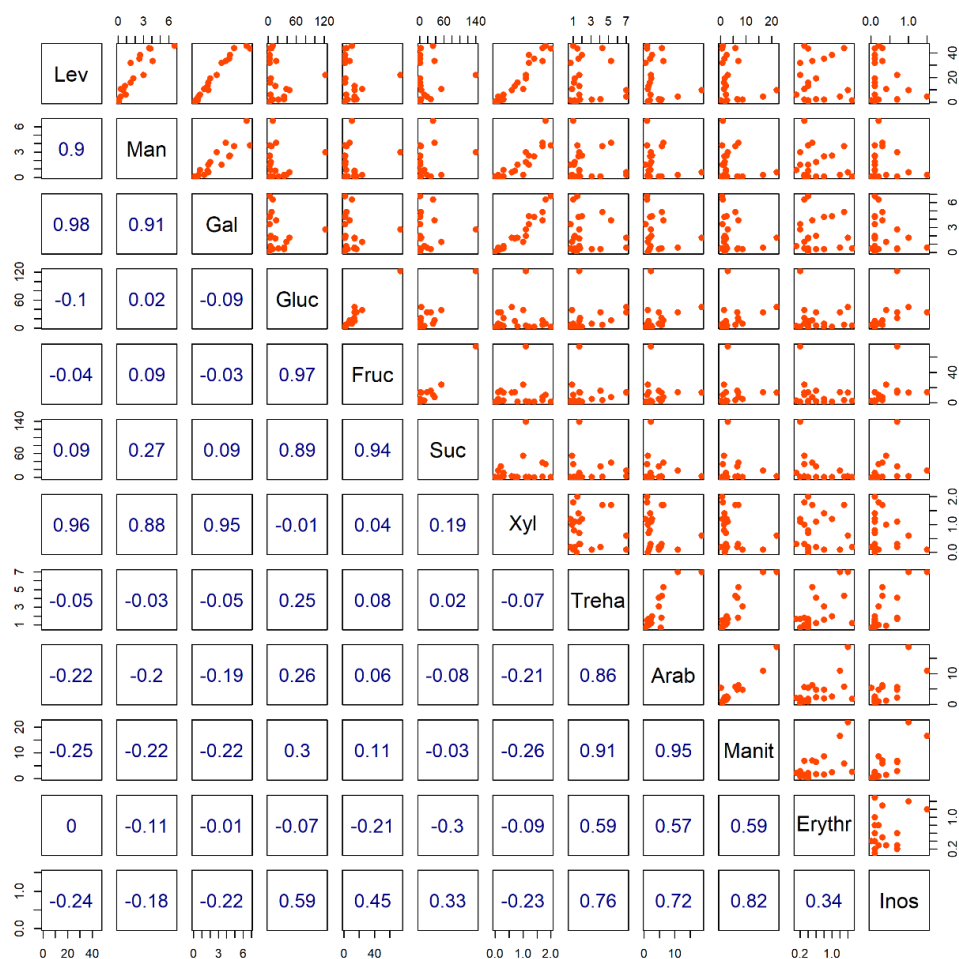 0 2 6 0 40 120 0 60 140 1 3 5 7 0 10 20 0.0 1.0
Lev 0 20 40
0 3 6 0.9 Man
0.98 0.91 Gal 0 3 6
0 60 120 -0.1 0.02 -0.09 Gluc
-0.04 0.09 -0.03 0.97 Fruc 0 40
0 60 140 0.09 0.27 0.09 0.89 0.94 Suc
0.96 0.88 0.95 -0.01 0.04 0.19 Xyl 0.0 1.0 2.0
1 3 5 7 -0.05 -0.03 -0.05 0.25 0.08 0.02 -0.07 Treha
-0.22 -0.2 -0.19 0.26 0.06 -0.08 -0.21 0.86 Arab 0 10
0 10 20 -0.25 -0.22 -0.22 0.3 0.11 -0.03 -0.26 0.91 0.95 Manit
0 -0.11 -0.01 -0.07 -0.21 -0.3 -0.09 0.59 0.57 0.59 Erythr 0.2 1.0
0.0 1.0 -0.24 -0.18 -0.22 0.59 0.45 0.33 -0.23 0.76 0.72 0.82 0.34 Inos
0 20 40 0 3 6 0 40 0.0 1.0 2.0 0 10 0.2 1.0